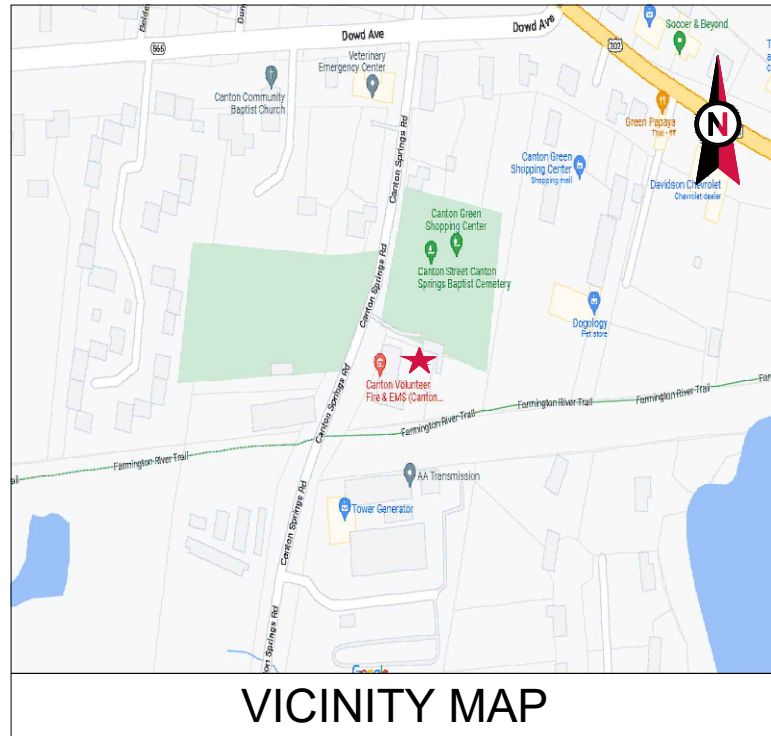 Dowd Ave
Dowd Ave
565
202
Soccer & Beyond
Veterinary
Emergency Center
Canton Community
Baptist Church
Canton Springs Rd
Green Papaya
N
Canton Green
Shopping Center
Shopping mall
Davidson Chevrolet
Chevrolet dealer
Canton Green
Shopping Center
Canton Street Canton
Springs Baptist Cemetery
Canton Springs Rd
Dogology
Pet store
Canton Springs Rd
Canton Volunteer
Fire & EMS (Canton...
Farmington River Trail
Farmington River Trail
Farmington River Trail
Farmington River Trail
AA Transmission
Tower Generator
Canton Springs Rd
Google
VICINITY MAP